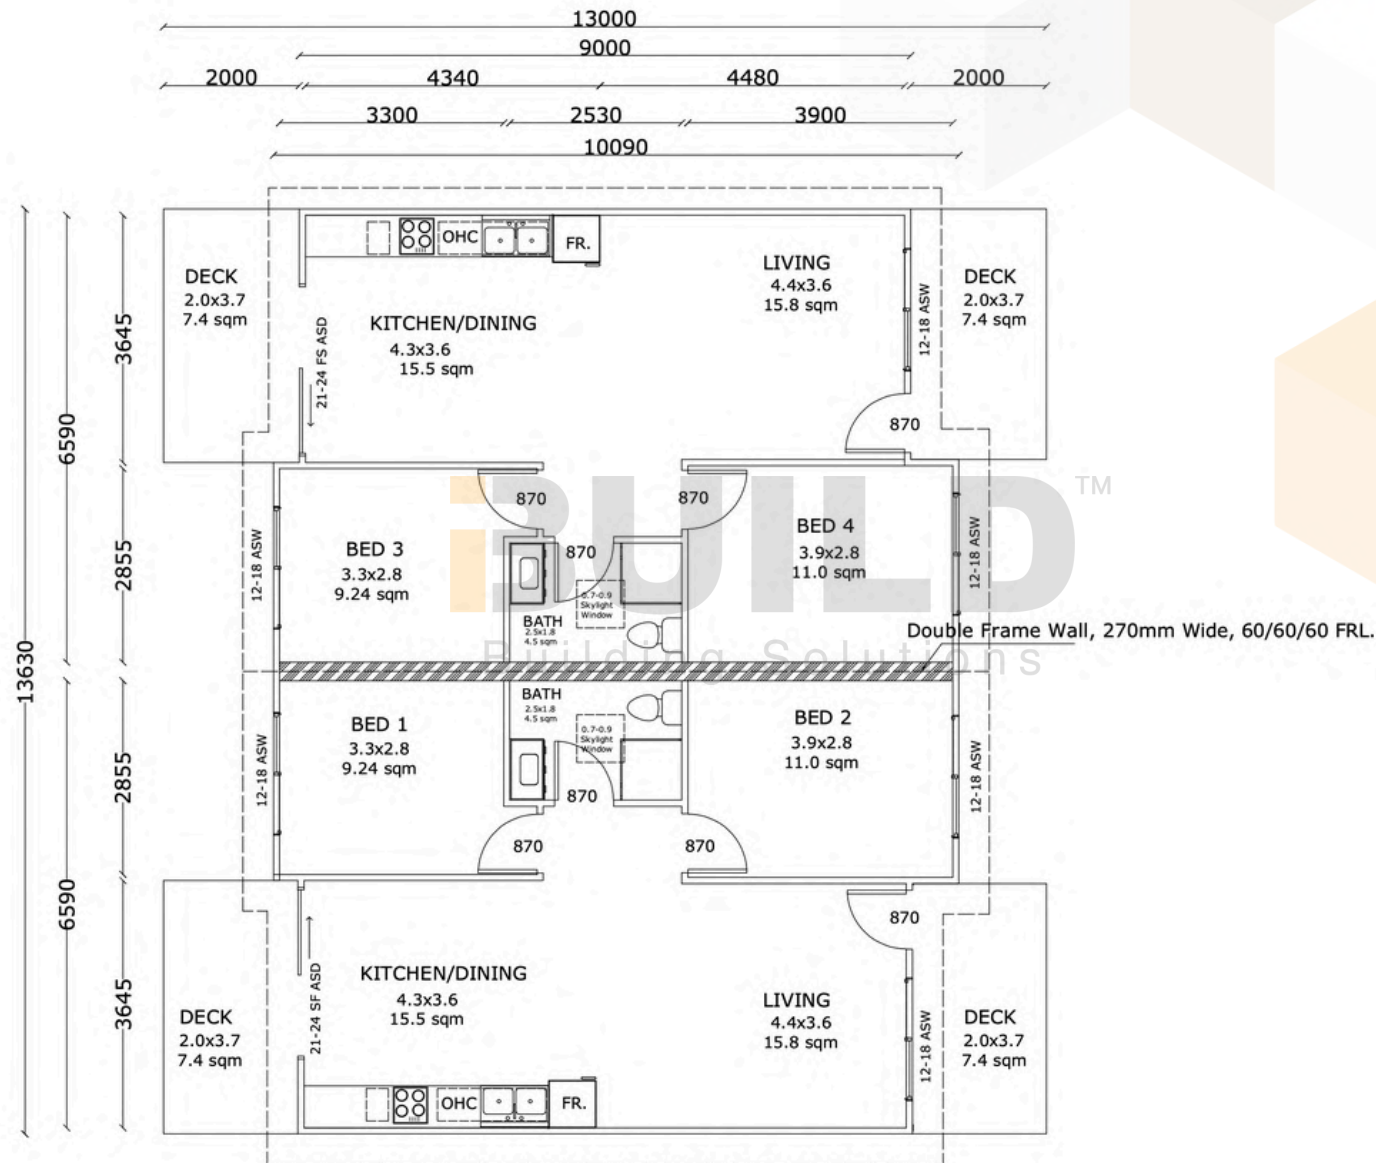 13000
9000
2000
4340
4480
2000
3300
2530
3900
10090
13630
6590
3645
2855
6590
2855
3645
DECK
2.0x3.7
7.4 sqm
OHC
FR.
LIVING
4.4x3.6
15.8 sqm
DECK
2.0x3.7
7.4 sqm
KITCHEN/DINING
4.3x3.6
15.5 sqm
21-24 FS ASD
12-18 ASW
870
iBUILD™
Building Solutions
870
870
BED 3
3.3x2.8
9.24 sqm
12-18 ASW
870
0.7-0.9
Skylight
Window
BATH
2.5x1.8
4.5 sqm
BED 4
3.9x2.8
11.0 sqm
12-18 ASW
Double Frame Wall, 270mm Wide, 60/60/60 FRL.
BED 1
3.3x2.8
9.24 sqm
12-18 ASW
BATH
2.5x1.8
4.5 sqm
0.7-0.9
Skylight
Window
870
BED 2
3.9x2.8
11.0 sqm
12-18 ASW
870
870
870
KITCHEN/DINING
4.3x3.6
15.5 sqm
21-24 SF ASD
DECK
2.0x3.7
7.4 sqm
LIVING
4.4x3.6
15.8 sqm
12-18 ASW
DECK
2.0x3.7
7.4 sqm
OHC
FR.